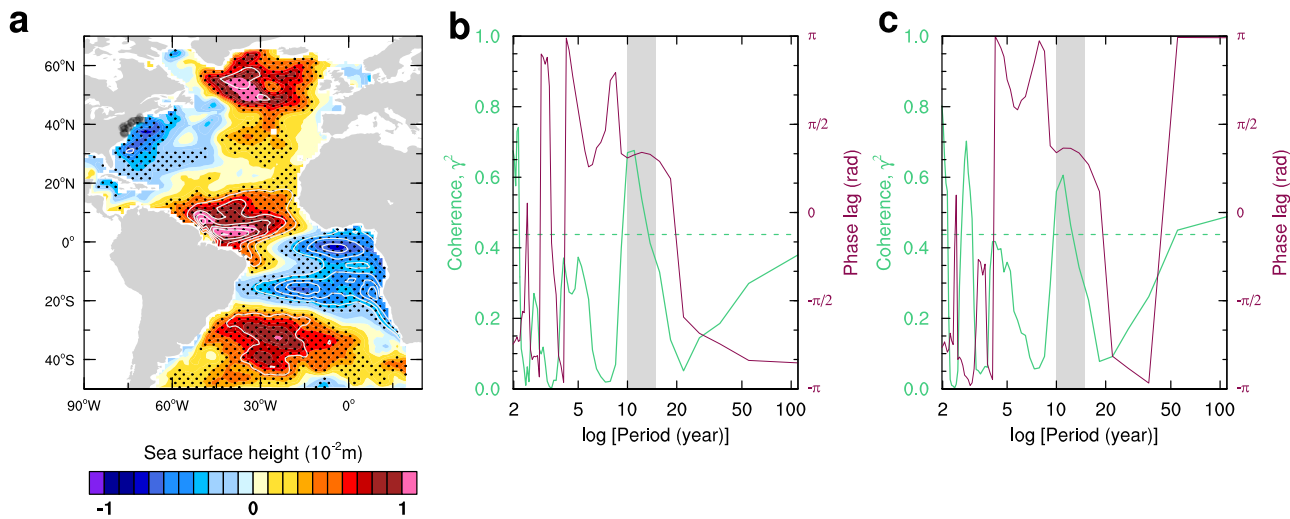 a
60°N
40°N
20°N
0°
20°S
40°S
90°W
60°W
30°W
0°
Sea surface height (10⁻²m)
-1
0
1
b
1.0
0.8
0.6
0.4
0.2
0.0
Coherence, γ²
2
5
10
20
50
100
log [Period (year)]
π
π/2
0
-π/2
-π
Phase lag (rad)
c
1.0
0.8
0.6
0.4
0.2
0.0
Coherence, γ²
2
5
10
20
50
100
log [Period (year)]
π
π/2
0
-π/2
-π
Phase lag (rad)